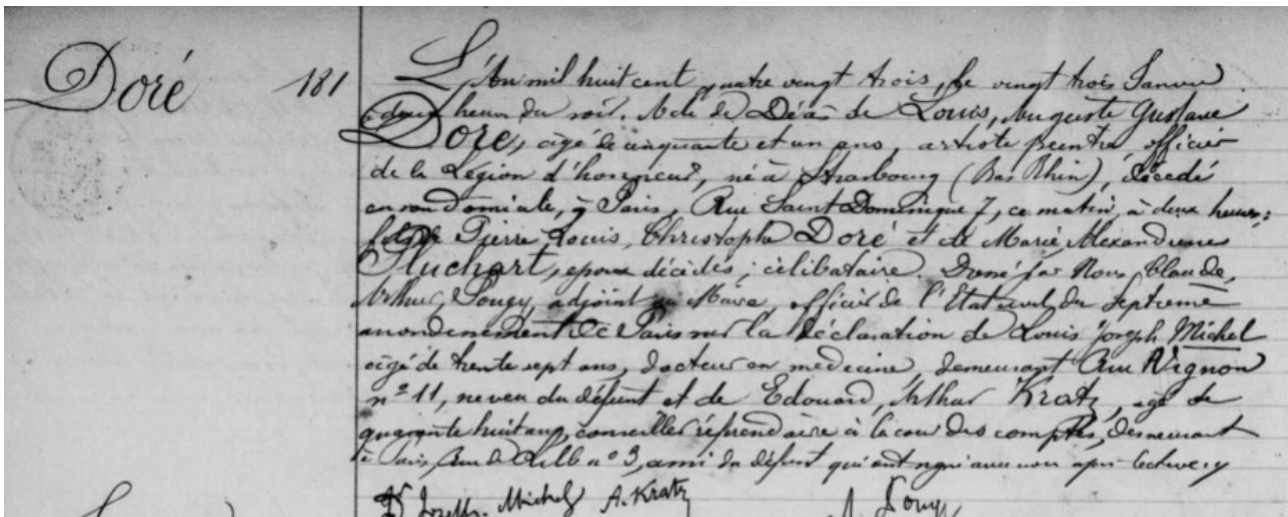 Doré 181
L'An mil huit cent quatre vingt trois, le vingt trois Janvier
à deux heures du soir. Acte de Décès de Louis, Auguste Gustave
Doré, âgé de cinquante et un ans, artiste peintre, officier
de la Légion d'honneur, né à Strasbourg (Bas Rhin), décédé
en son domicile, à Paris, Rue Saint Dominique 7, ce matin, à deux heures;
fils de Pierre, Louis, Christophe Doré et de Marie Alexandrine
Pluchart, époux décédés; célibataire. Dressé par Nous, Claude,
Arthur, Pougy, adjoint au Maire, officier de l'Etat civil du Septième
arrondissement de Paris sur la déclaration de Louis Joseph Michel
âgé de trente sept ans, docteur en médecine, demeurant Rue Vignon
nº 11, neveu du défunt et de Edouard, Arthur Kratz, âgé de
quarante huit ans, conseiller référendaire à la cour des comptes, demeurant
à Paris, Rue de Lille nº 3, ami du défunt qui ont signé avec nous après lecture
Dr Joseph Michel A. Kratz A. Pougy